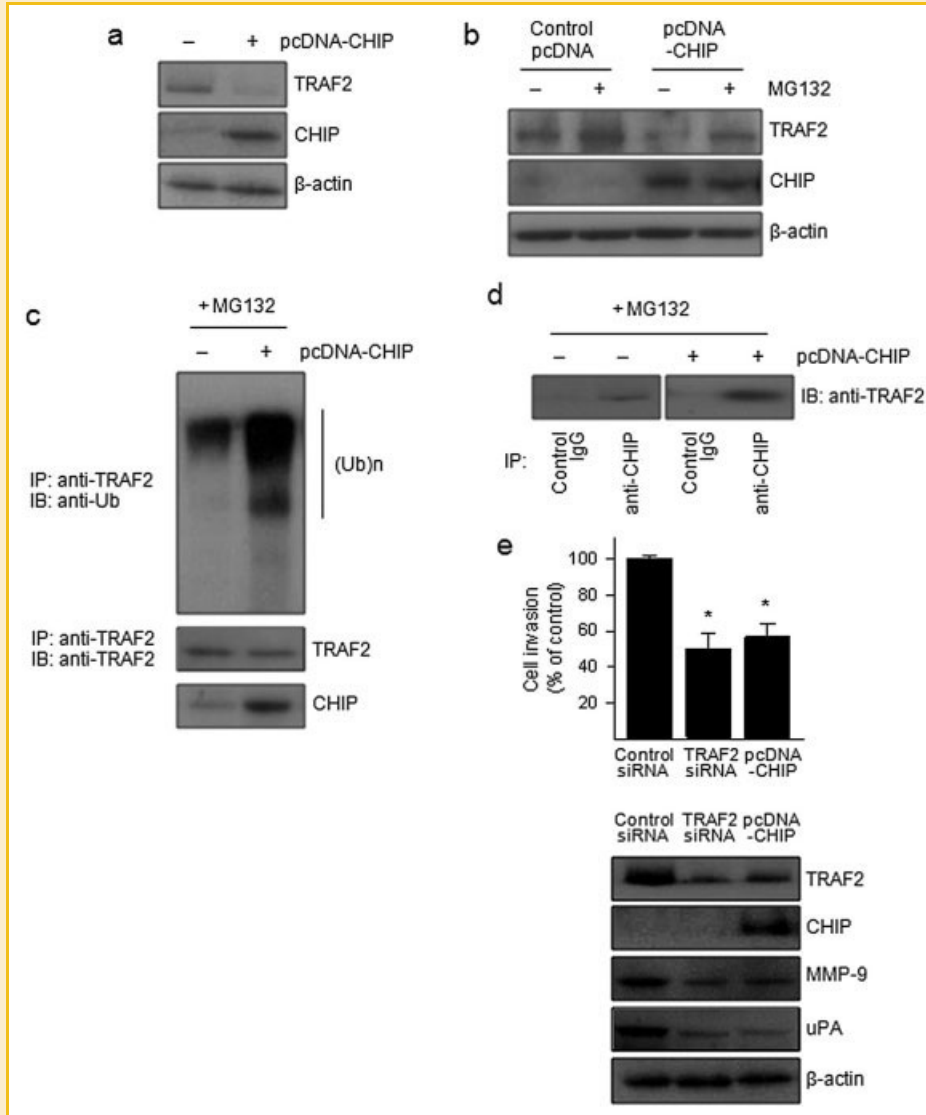 a
– + pcDNA-CHIP
TRAF2
CHIP
β-actin
b
Control pcDNA
pcDNA -CHIP
– + – + MG132
TRAF2
CHIP
β-actin
c
+ MG132
– + pcDNA-CHIP
(Ub)n
IP: anti-TRAF2
IB: anti-Ub
IP: anti-TRAF2
IB: anti-TRAF2
TRAF2
CHIP
d
+ MG132
– – + + pcDNA-CHIP
IB: anti-TRAF2
IP: Control IgG anti-CHIP Control IgG anti-CHIP
e
Cell invasion
(% of control)
100
80
60
40
20
* *
Control siRNA TRAF2 siRNA pcDNA -CHIP
Control siRNA TRAF2 siRNA pcDNA -CHIP
TRAF2
CHIP
MMP-9
uPA
β-actin